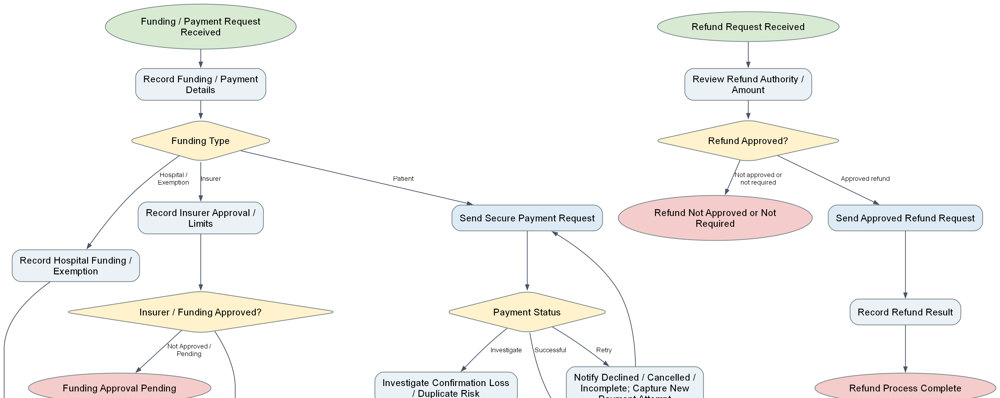 Funding / Payment Request
Received
Refund Request Received
Record Funding / Payment
Details
Review Refund Authority /
Amount
Funding Type
Refund Approved?
Hospital /
Exemption
Insurer
Patient
Not approved or
not required
Approved refund
Record Insurer Approval /
Limits
Send Secure Payment Request
Refund Not Approved or Not
Required
Send Approved Refund Request
Record Hospital Funding /
Exemption
Insurer / Funding Approved?
Payment Status
Record Refund Result
Not Approved /
Pending
Investigate
Successful
Retry
Funding Approval Pending
Investigate Confirmation Loss
/ Duplicate Risk
Notify Declined / Cancelled /
Incomplete; Capture New
Payment Attempt
Refund Process Complete